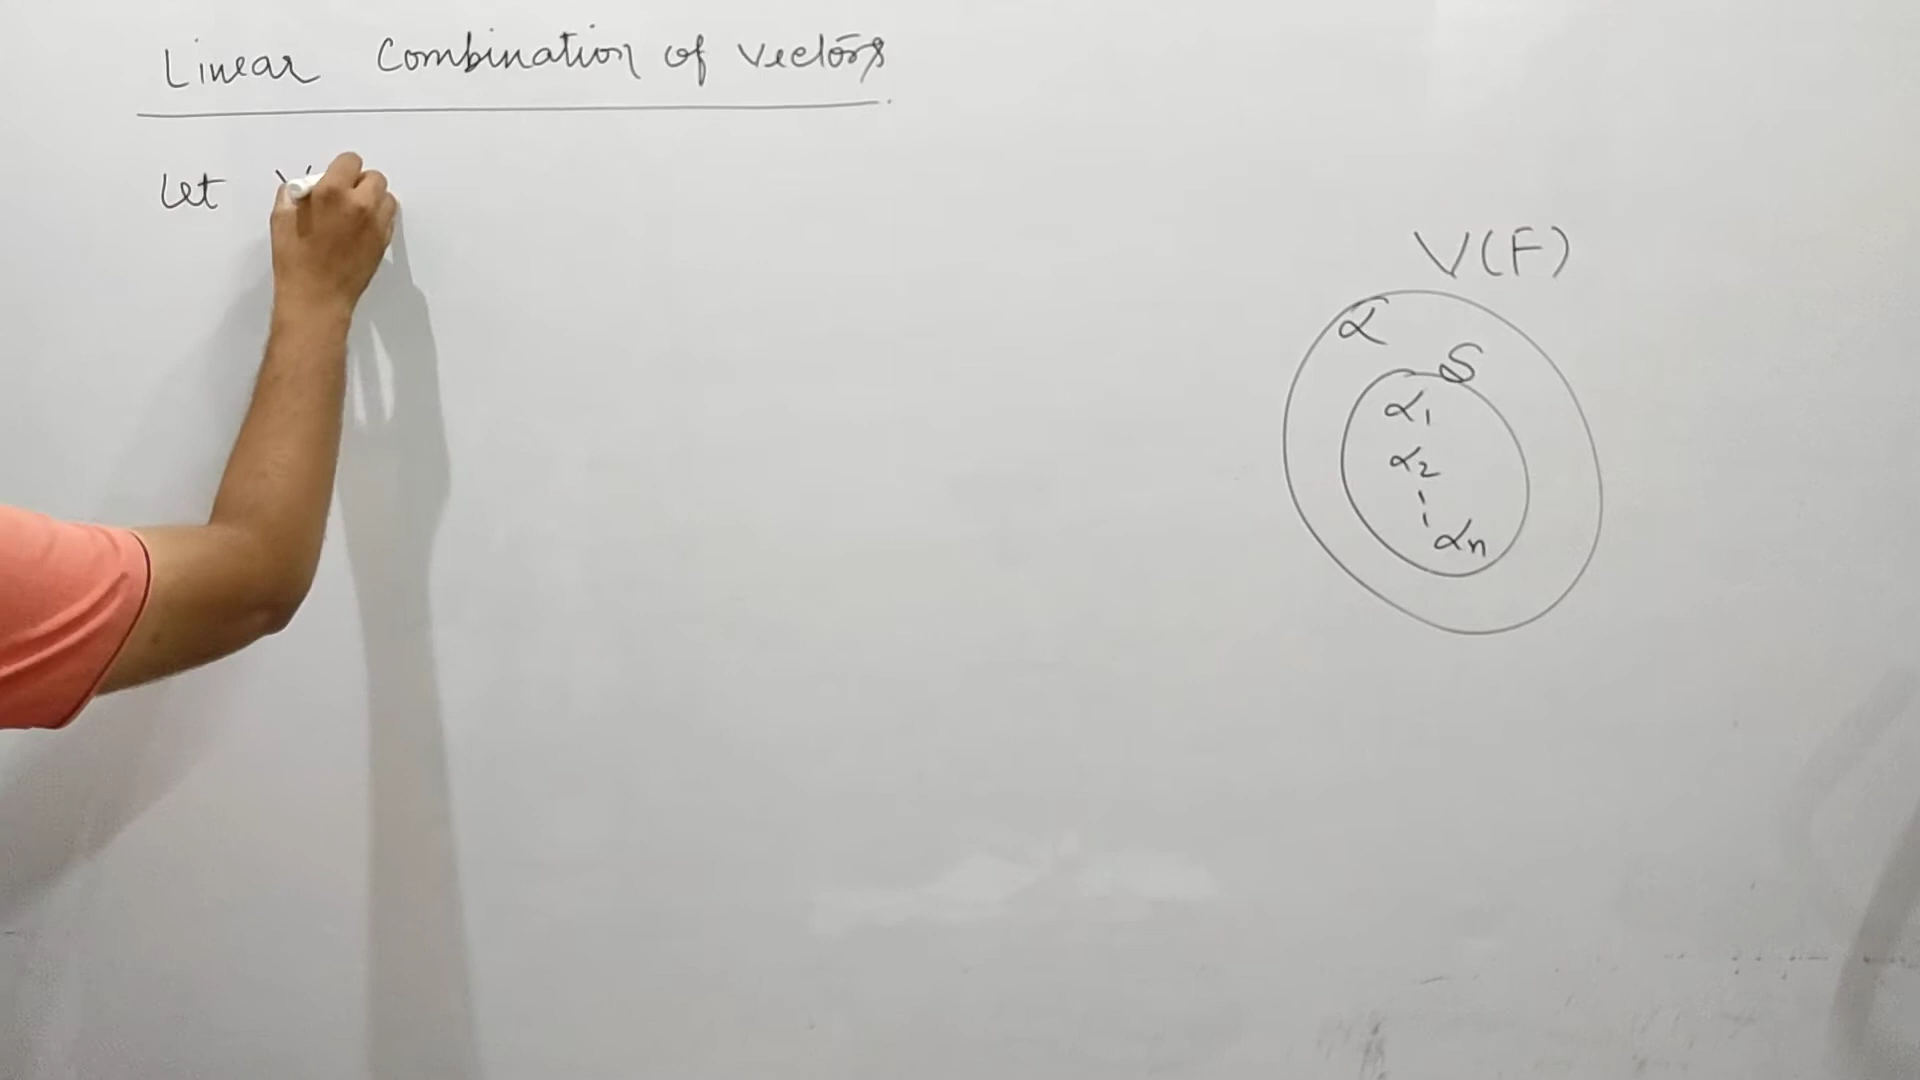 Linear Combination of Vectors
Let V
V(F)
α
S
α1
α2
αn